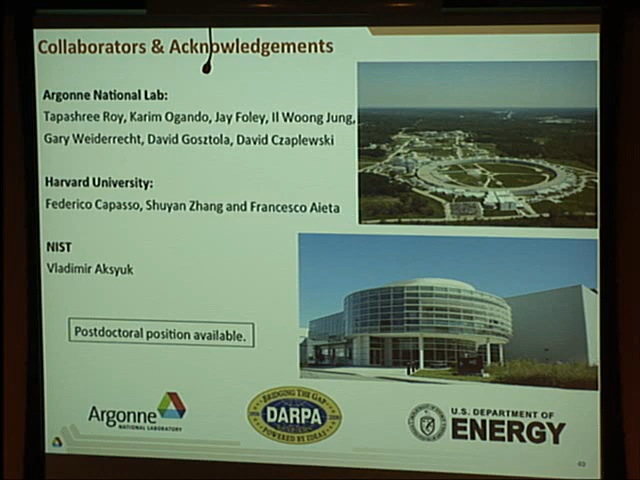 Collaborators & Acknowledgements
Argonne National Lab:
Tapashree Roy, Karim Ogando, Jay Foley, Il Woong Jung,
Gary Weiderrecht, David Gosztola, David Czaplewski
Harvard University:
Federico Capasso, Shuyan Zhang and Francesco Aieta
NIST
Vladimir Aksyuk
Postdoctoral position available.
Argonne
NATIONAL LABORATORY
BRIDGING THE GAP
DARPA
POWERED BY IDEAS
U.S. DEPARTMENT OF
ENERGY